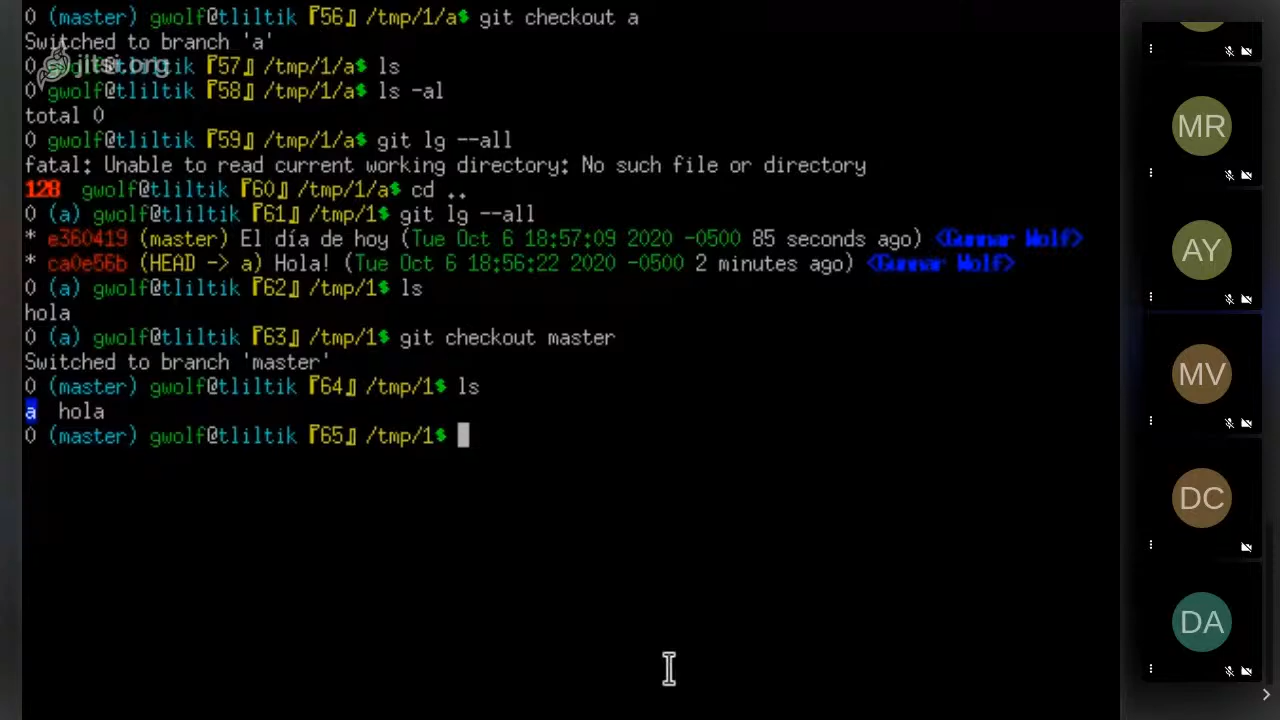 0 (master) gwolf@tliltik 『56』 /tmp/1/a$ git checkout a
Switched to branch 'a'
jitsi.org
0 gwolf@tliltik 『57』 /tmp/1/a$ ls
0 gwolf@tliltik 『58』 /tmp/1/a$ ls -al
total 0
0 gwolf@tliltik 『59』 /tmp/1/a$ git lg --all
fatal: Unable to read current working directory: No such file or directory
128 gwolf@tliltik 『60』 /tmp/1/a$ cd ..
0 (a) gwolf@tliltik 『61』 /tmp/1$ git lg --all
* e360419 (master) El día de hoy (Tue Oct 6 18:57:09 2020 -0500 85 seconds ago) <Gunnar Wolf>
* ca0e56b (HEAD -> a) Hola! (Tue Oct 6 18:56:22 2020 -0500 2 minutes ago) <Gunnar Wolf>
0 (a) gwolf@tliltik 『62』 /tmp/1$ ls
hola
0 (a) gwolf@tliltik 『63』 /tmp/1$ git checkout master
Switched to branch 'master'
0 (master) gwolf@tliltik 『64』 /tmp/1$ ls
a hola
0 (master) gwolf@tliltik 『65』 /tmp/1$
MR
AY
MV
DC
DA